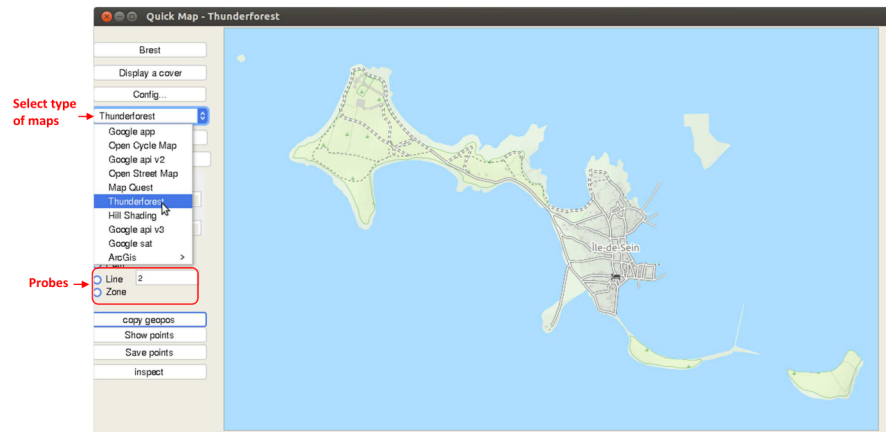 Quick Map - Thunderforest
Brest
Display a cover
Config...
Select type
of maps
Thunderforest
Google app
Open Cycle Map
Google api v2
Open Street Map
Map Quest
Thunderforest
Hill Shading
Google api v3
Google sat
ArcGis >
Probes
Line 2
Zone
copy geopos
Show points
Save points
inspect
Île-de-Sein